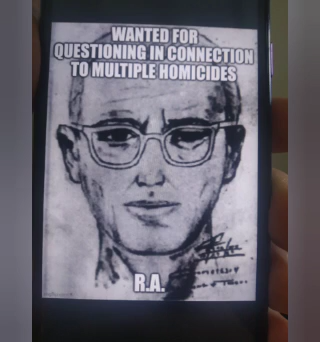 WANTED FOR
QUESTIONING IN CONNECTION
TO MULTIPLE HOMICIDES
R.A.